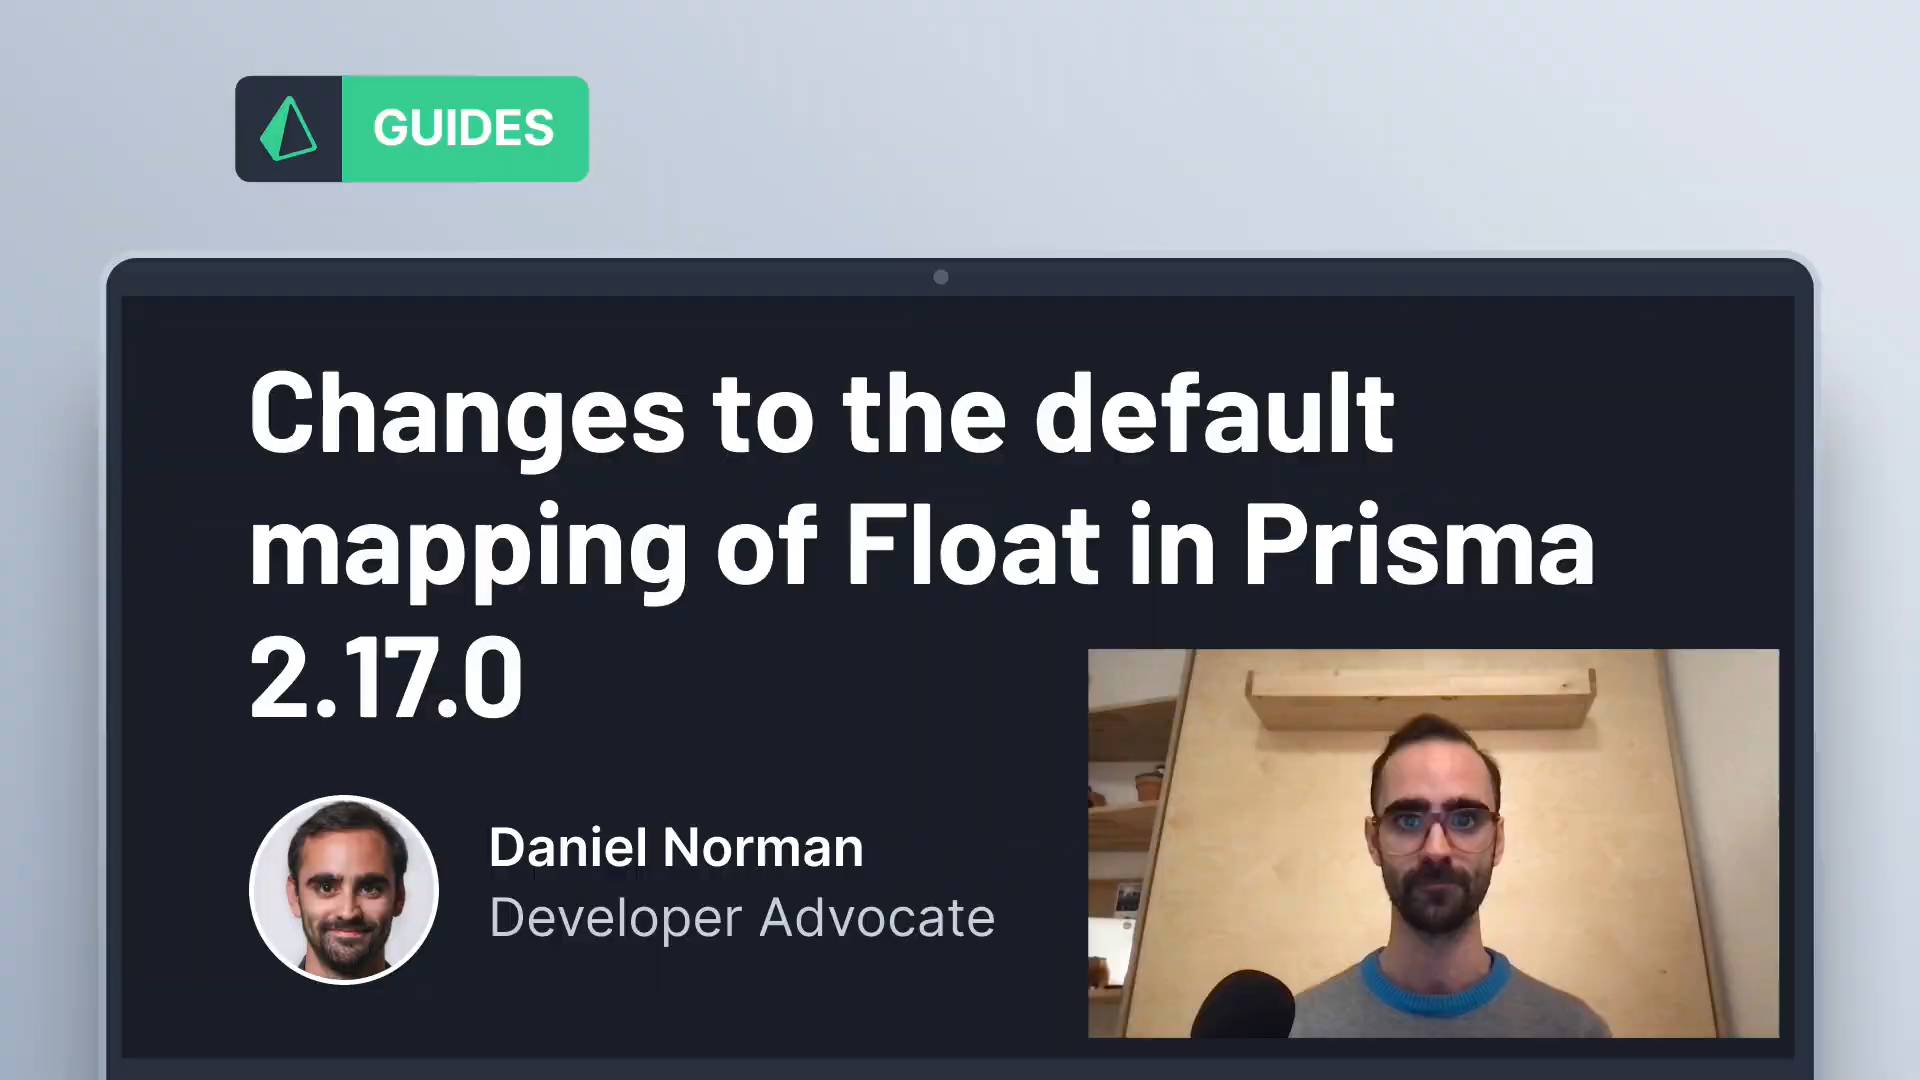 GUIDES
Changes to the default
mapping of Float in Prisma
2.17.0
Daniel Norman
Developer Advocate